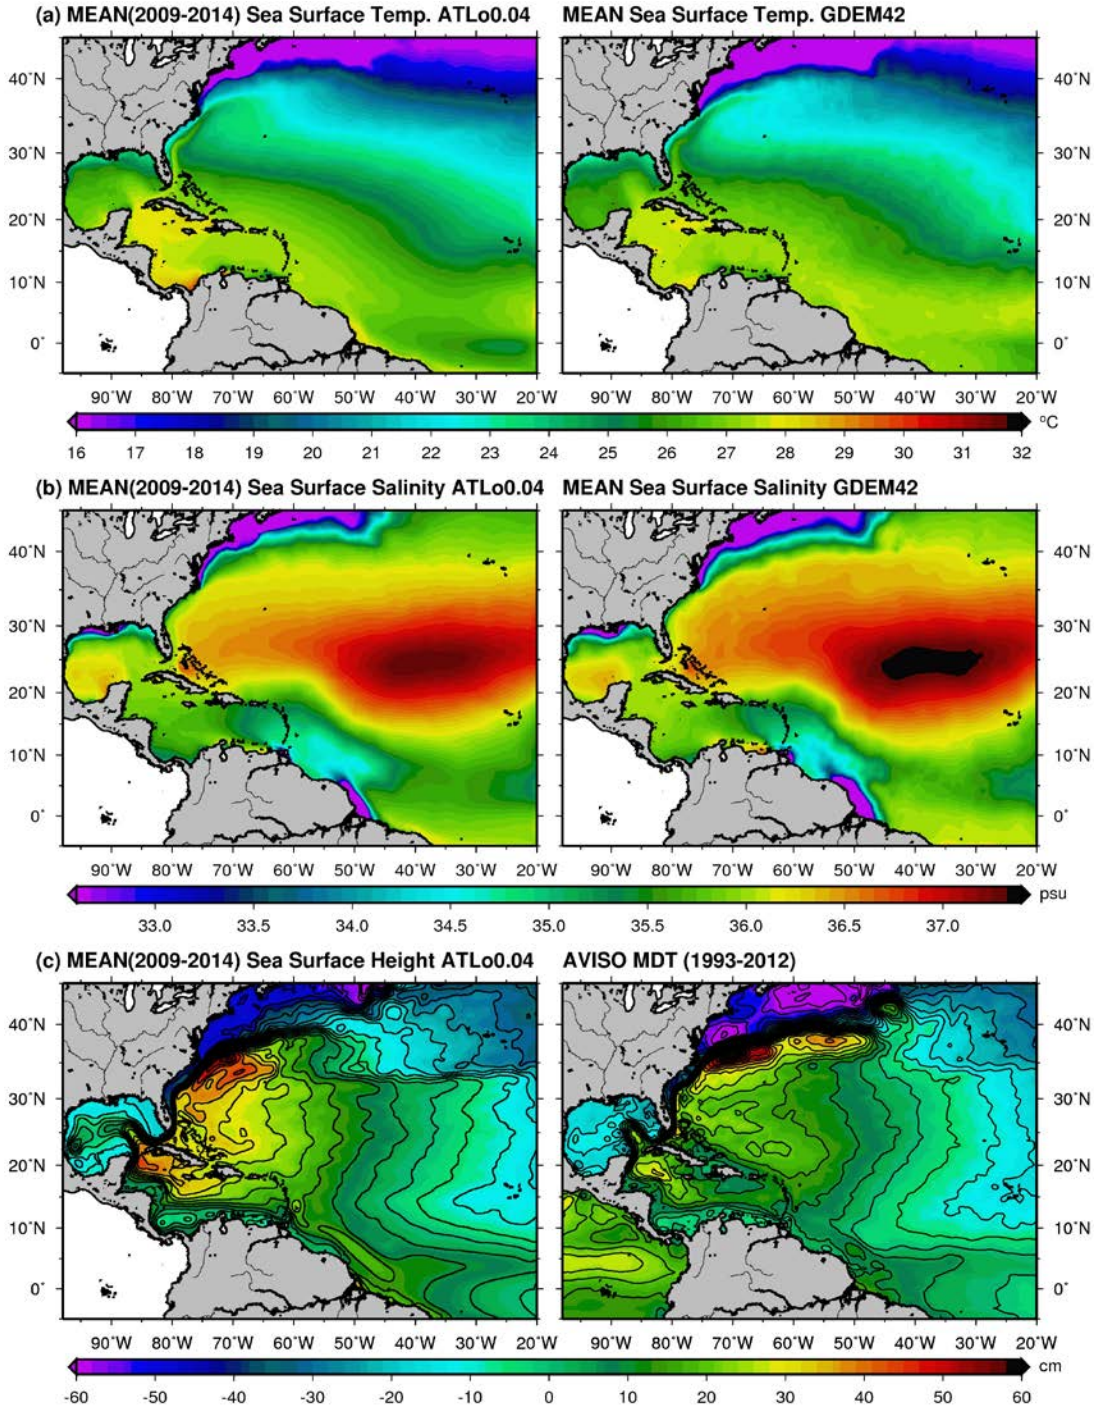 (a) MEAN(2009-2014) Sea Surface Temp. ATLo0.04 MEAN Sea Surface Temp. GDEM42
40˚N 40˚N
30˚N 30˚N
20˚N 20˚N
10˚N 10˚N
0˚ 0˚
90˚W 80˚W 70˚W 60˚W 50˚W 40˚W 30˚W 20˚W 90˚W 80˚W 70˚W 60˚W 50˚W 40˚W 30˚W 20˚W
°C
16 17 18 19 20 21 22 23 24 25 26 27 28 29 30 31 32
(b) MEAN(2009-2014) Sea Surface Salinity ATLo0.04 MEAN Sea Surface Salinity GDEM42
40˚N 40˚N
30˚N 30˚N
20˚N 20˚N
10˚N 10˚N
0˚ 0˚
90˚W 80˚W 70˚W 60˚W 50˚W 40˚W 30˚W 20˚W 90˚W 80˚W 70˚W 60˚W 50˚W 40˚W 30˚W 20˚W
psu
33.0 33.5 34.0 34.5 35.0 35.5 36.0 36.5 37.0
(c) MEAN(2009-2014) Sea Surface Height ATLo0.04 AVISO MDT (1993-2012)
40˚N 40˚N
30˚N 30˚N
20˚N 20˚N
10˚N 10˚N
0˚ 0˚
90˚W 80˚W 70˚W 60˚W 50˚W 40˚W 30˚W 20˚W 90˚W 80˚W 70˚W 60˚W 50˚W 40˚W 30˚W 20˚W
cm
-60 -50 -40 -30 -20 -10 0 10 20 30 40 50 60